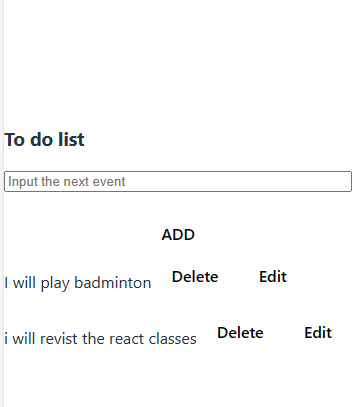 To do list
Input the next event
ADD
I will play badminton Delete Edit
i will revist the react classes Delete Edit